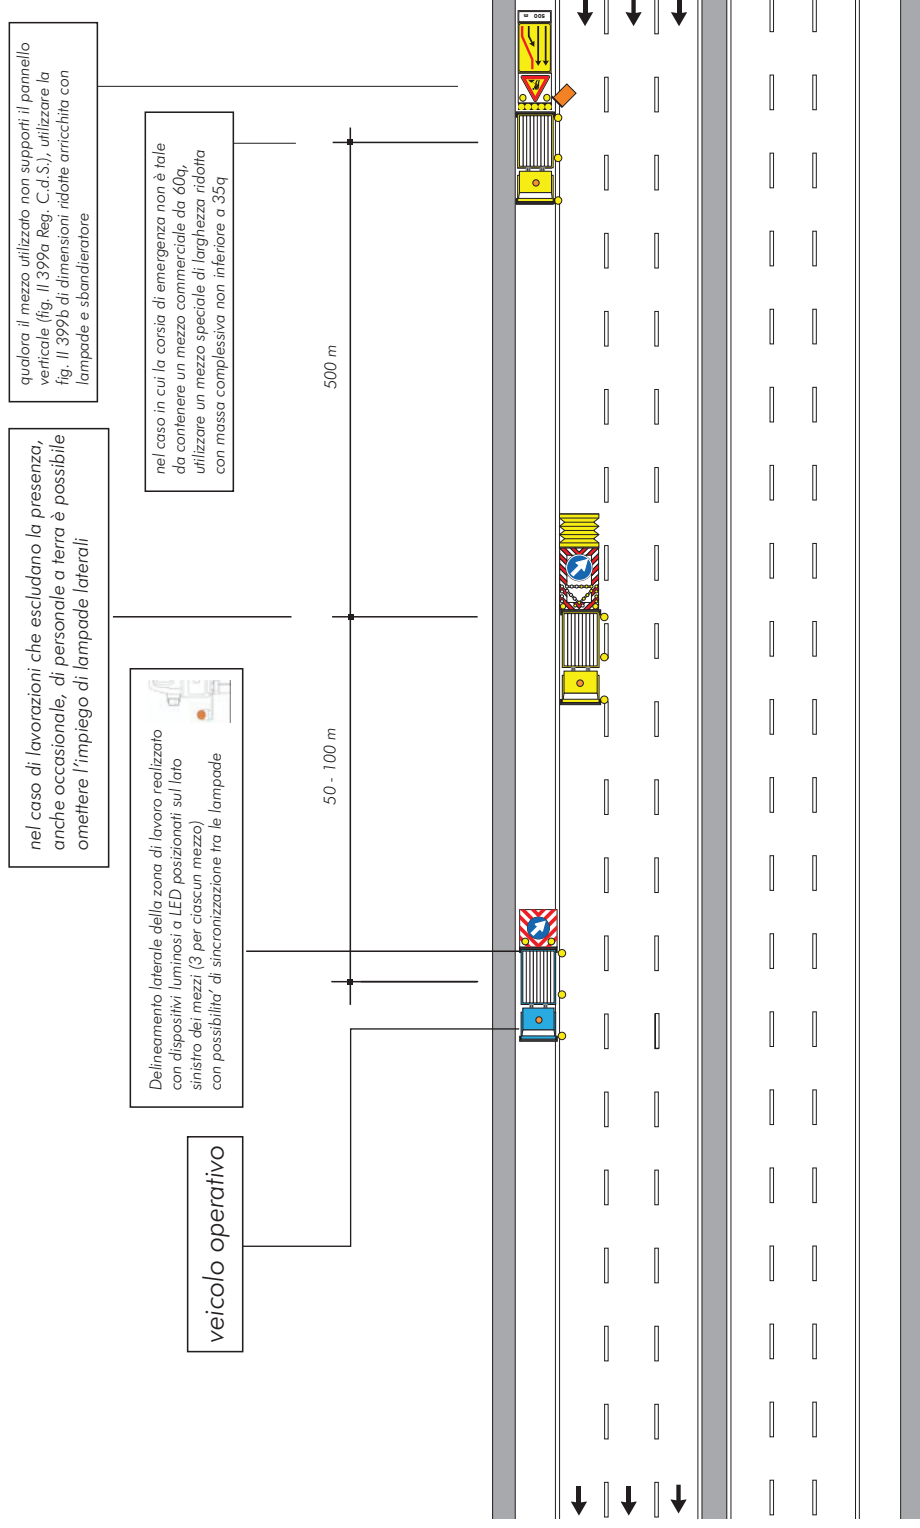 qualora il mezzo utilizzato non supporti il pannello
verticale (fig. II 399a Reg. C.d.S.), utilizzare la
fig. II 399b di dimensioni ridotte arricchita con
lampade e sbandieratore
nel caso in cui la corsia di emergenza non è tale
da contenere un mezzo commerciale da 60q,
utilizzare un mezzo speciale di larghezza ridotta
con massa complessiva non inferiore a 35q
nel caso di lavorazioni che escludano la presenza,
anche occasionale, di personale a terra è possibile
omettere l'impiego di lampade laterali
Delineamento laterale della zona di lavoro realizzato
con dispositivi luminosi a LED posizionati sul lato
sinistro dei mezzi (3 per ciascun mezzo)
con possibilita' di sincronizzazione tra le lampade
veicolo operativo
500 m
50 - 100 m
500 m